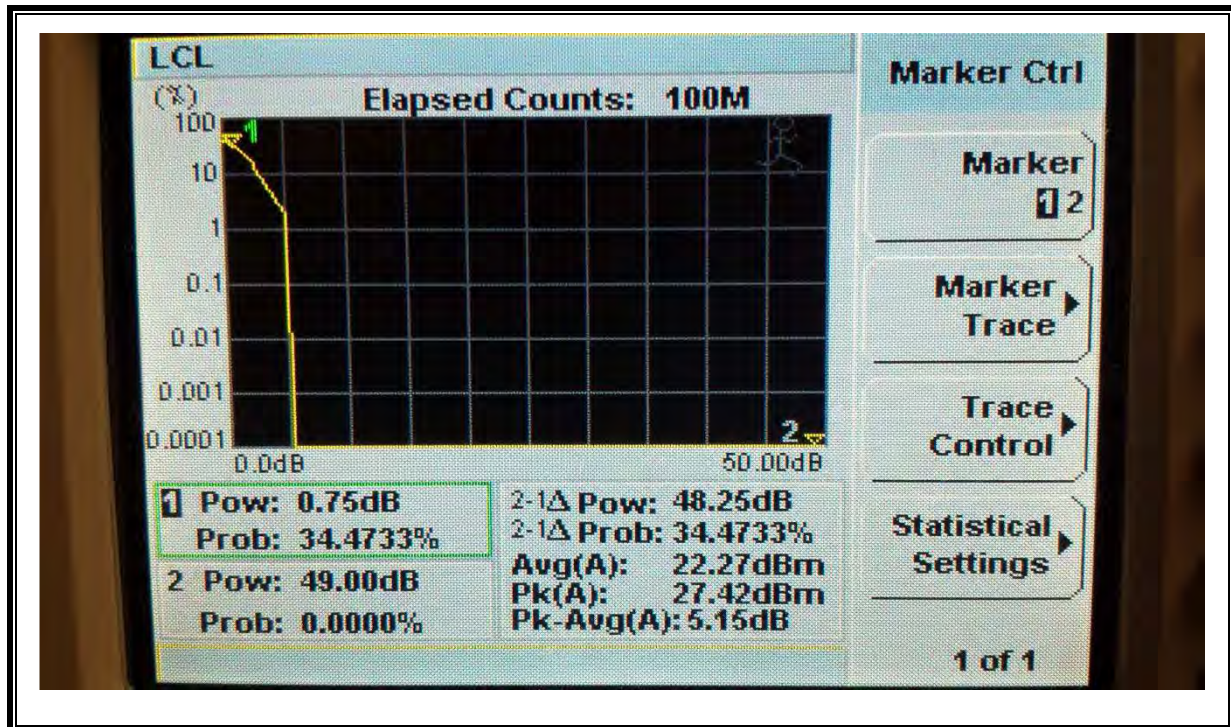 LCL
(%)
Elapsed Counts: 100M
100
1
10
1
0.1
0.01
0.001
0.0001
2
0.0dB
50.00dB
1 Pow: 0.75dB
Prob: 34.4733%
2 Pow: 49.00dB
Prob: 0.0000%
2-1Δ Pow: 48.25dB
2-1Δ Prob: 34.4733%
Avg(A): 22.27dBm
Pk(A): 27.42dBm
Pk-Avg(A): 5.15dB
Marker Ctrl
Marker
1 2
Marker
Trace
Trace
Control
Statistical
Settings
1 of 1